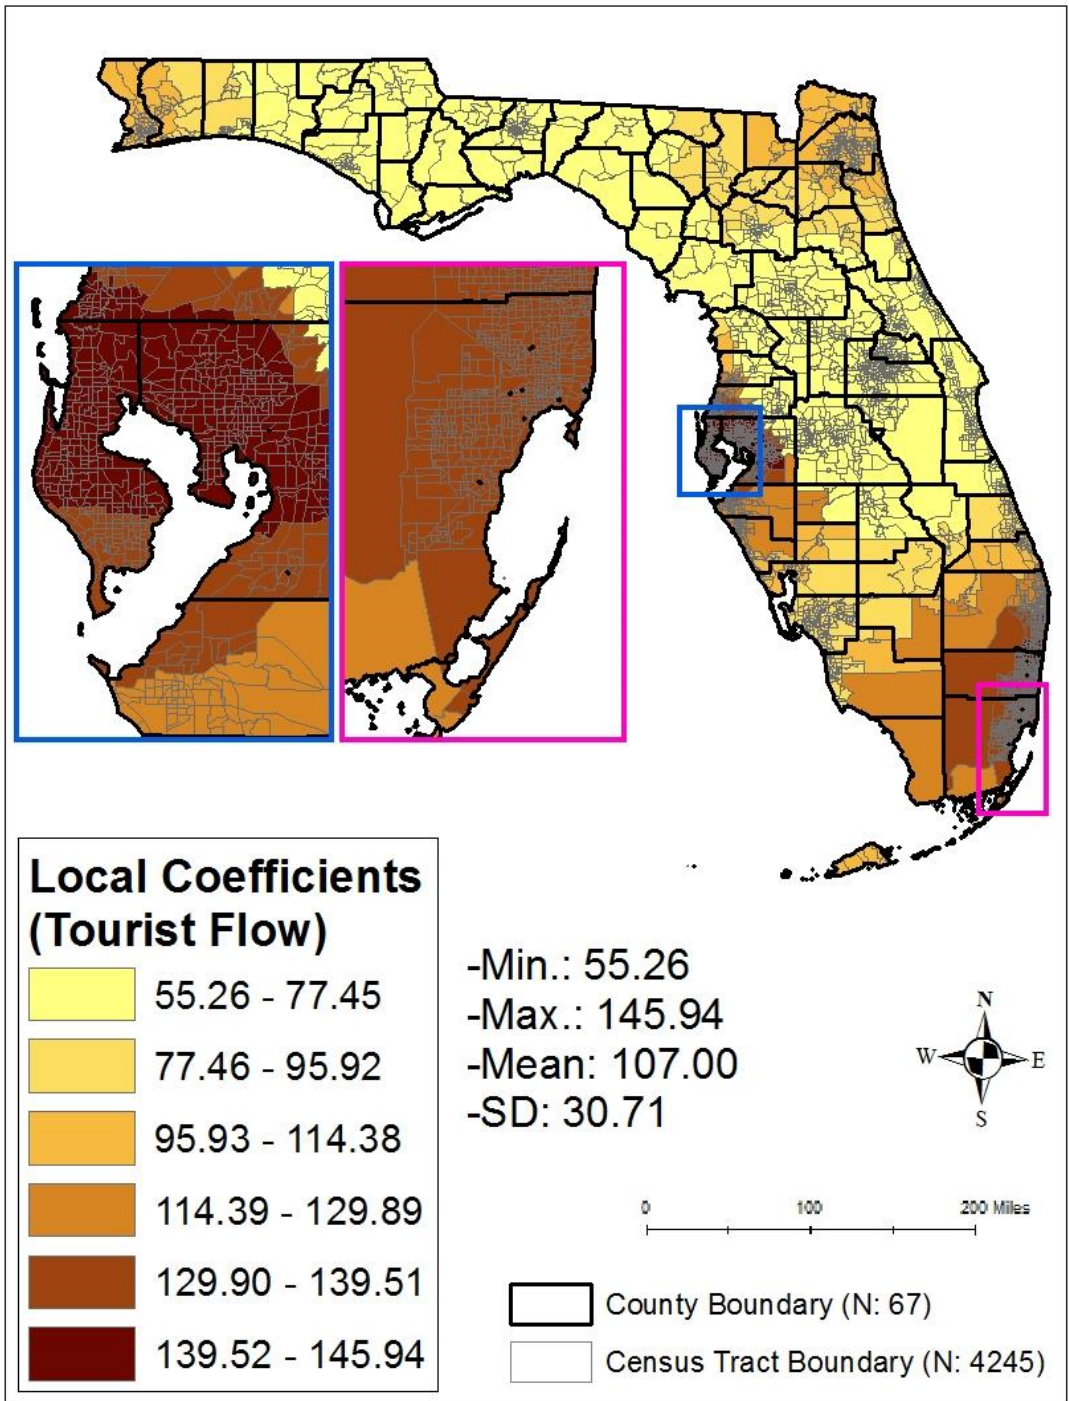 Local Coefficients
(Tourist Flow)
55.26 - 77.45
77.46 - 95.92
95.93 - 114.38
114.39 - 129.89
129.90 - 139.51
139.52 - 145.94
-Min.: 55.26
-Max.: 145.94
-Mean: 107.00
-SD: 30.71
N
W E
S
0 100 200 Miles
County Boundary (N: 67)
Census Tract Boundary (N: 4245)